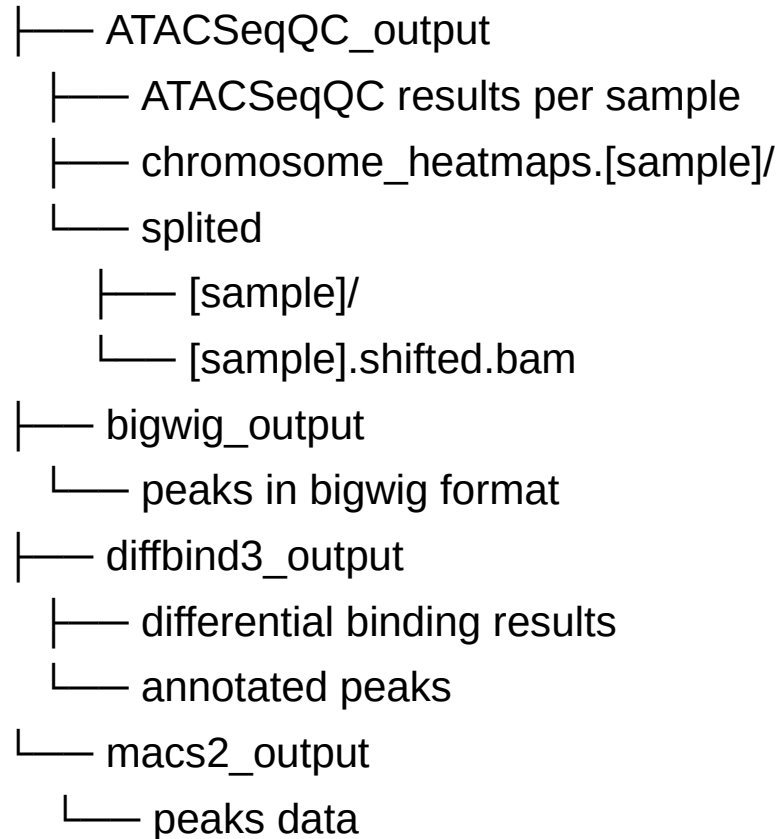 ├── ATACSeqQC_output
├── ATACSeqQC results per sample
├── chromosome_heatmaps.[sample]/
└── splited
├── [sample]/
└── [sample].shifted.bam
├── bigwig_output
└── peaks in bigwig format
├── diffbind3_output
├── differential binding results
└── annotated peaks
└── macs2_output
└── peaks data